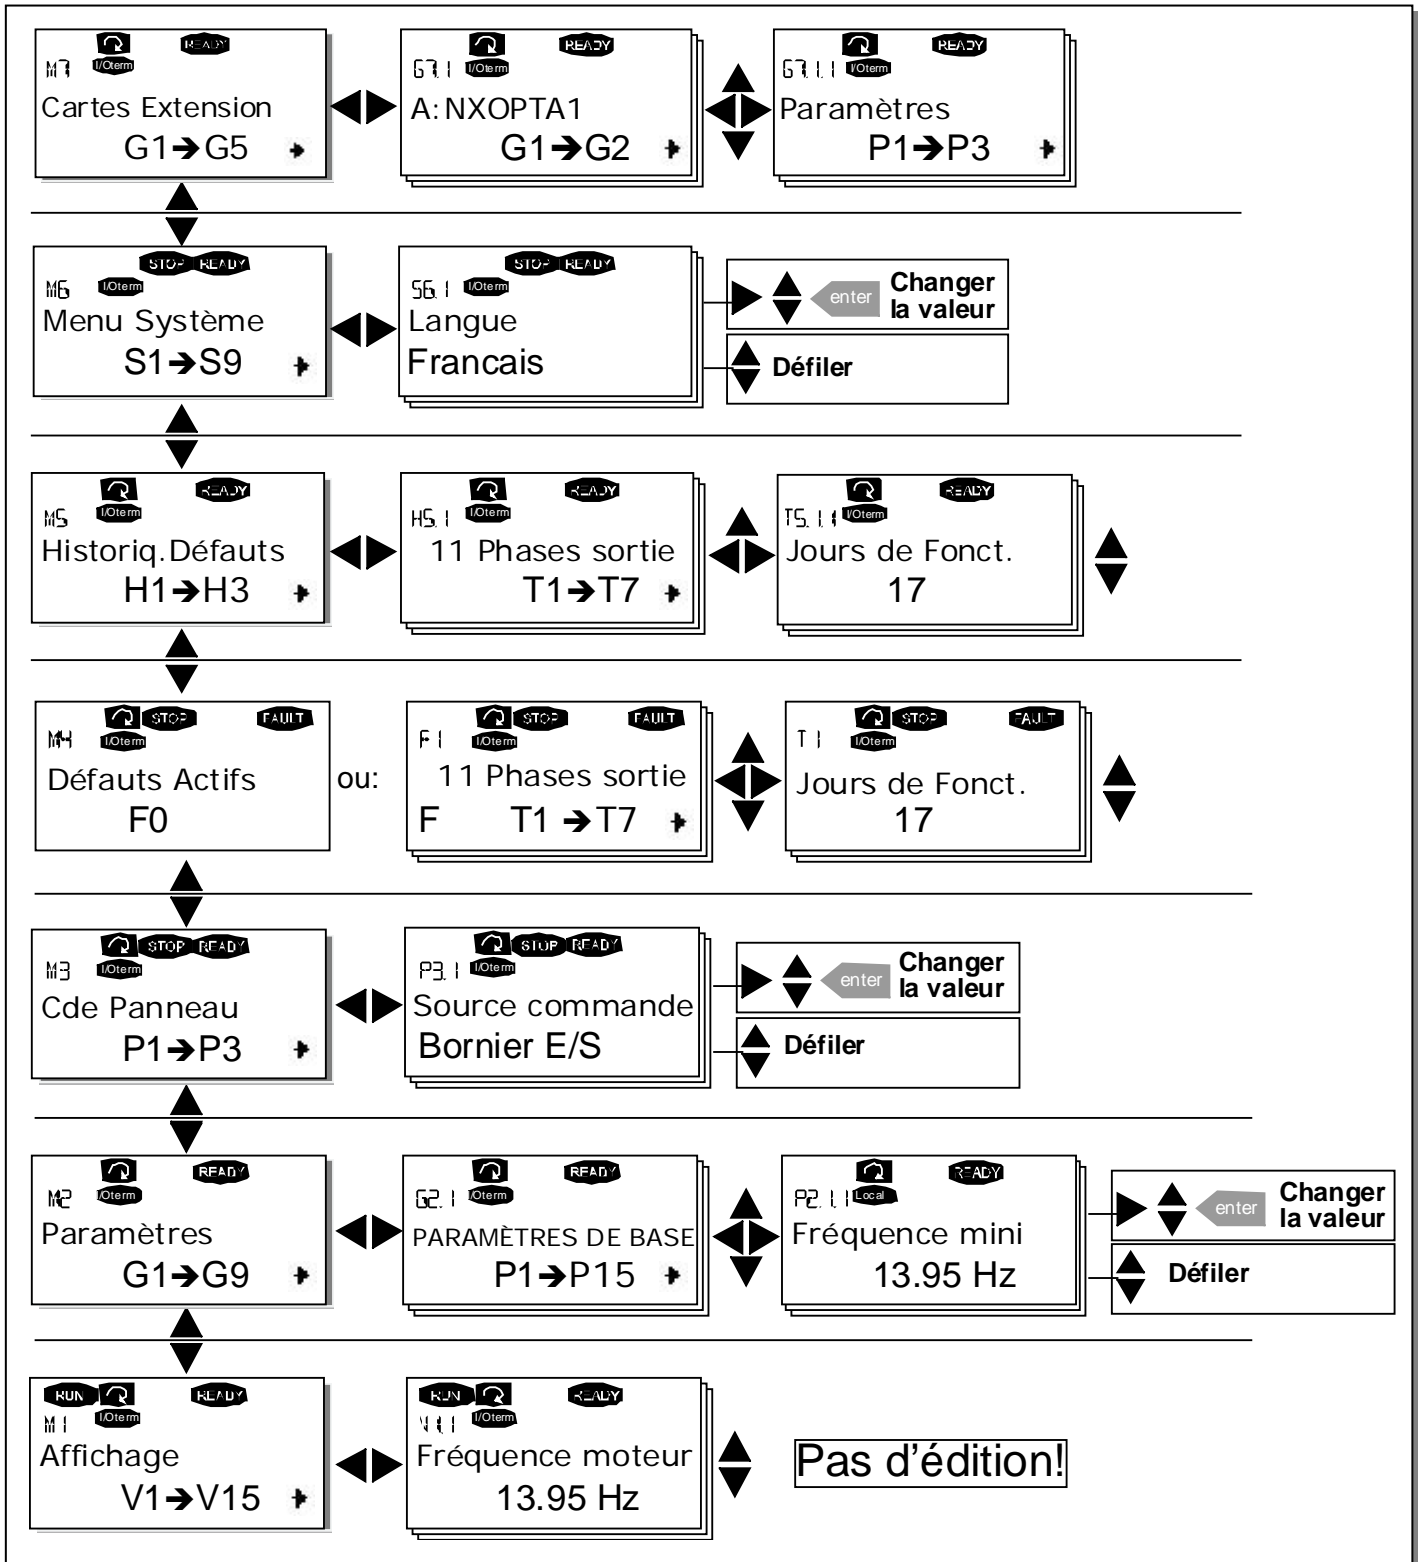 READY READY READY
M7 I/Oterm G7.1 I/Oterm G7.1.1 I/Oterm
Cartes Extension A: NXOPTA1 Paramètres
G1➔G5 G1➔G2 P1➔P3
STOP READY STOP READY
M6 I/Oterm S6.1 I/Oterm enter Changer
la valeur
Menu Système Langue
S1➔S9 Francais Défiler
READY READY READY
M5 I/Oterm H5.1 I/Oterm T5.1.1 I/Oterm
Historiq.Défauts 11 Phases sortie Jours de Fonct.
H1➔H3 T1➔T7 17
STOP FAULT STOP FAULT STOP FAULT
M4 I/Oterm F1 I/Oterm T1 I/Oterm
Défauts Actifs ou: 11 Phases sortie Jours de Fonct.
F0 F T1 ➔T7 17
STOP READY STOP READY
M3 I/Oterm P3.1 I/Oterm enter Changer
la valeur
Cde Panneau Source commande
P1➔P3 Bornier E/S Défiler
READY READY READY
M2 I/Oterm G2.1 I/Oterm P2.1.1 Local enter Changer
la valeur
Paramètres PARAMÈTRES DE BASE Fréquence mini
G1➔G9 P1➔P15 13.95 Hz Défiler
RUN READY RUN READY
M1 I/Oterm V1.1 I/Oterm
Affichage Fréquence moteur Pas d'édition!
V1➔V15 13.95 Hz